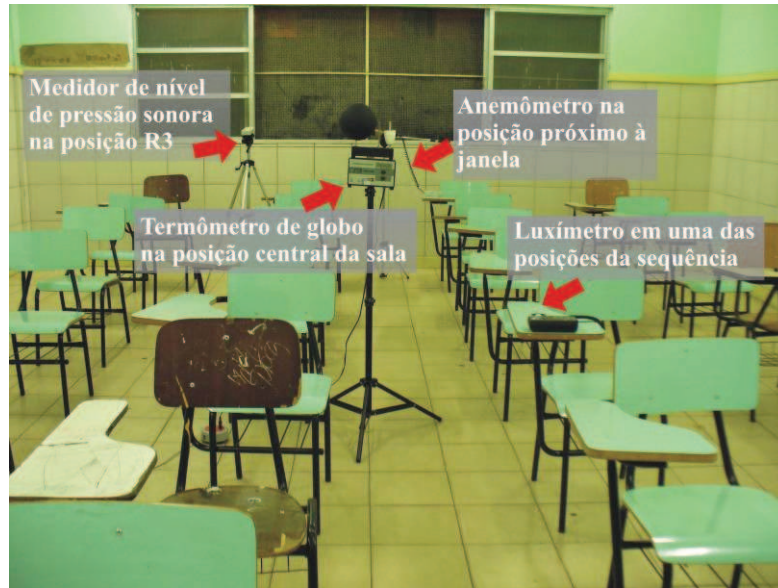 Medidor de nível
de pressão sonora
na posição R3
Anemômetro na
posição próximo à
janela
Termômetro de globo
na posição central da sala
Luxímetro em uma das
posições da sequência